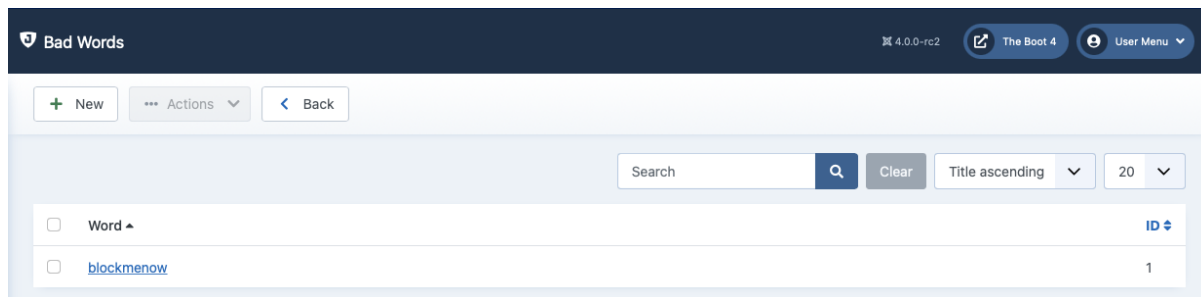 Bad Words 4.0.0-rc2 The Boot 4 User Menu
New Actions Back
Search Clear Title ascending 20
Word ID
blockmenow 1